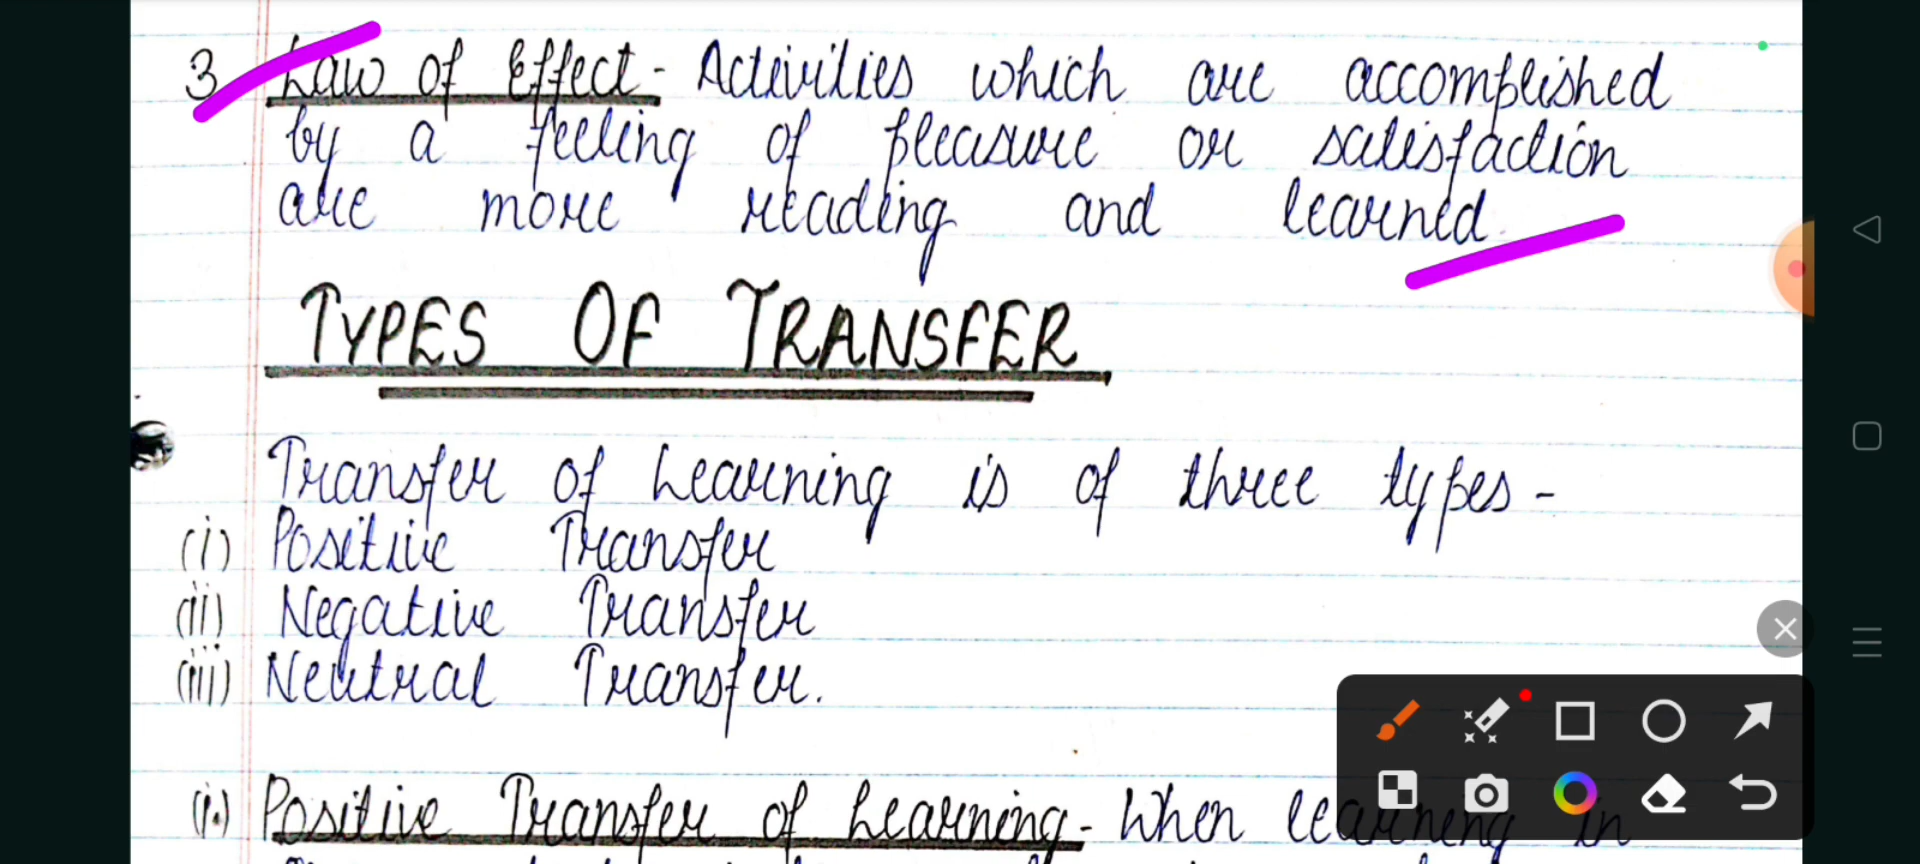 3. Law of Effect - Activities which are accomplished
by a feeling of pleasure or satisfaction
are more reading and learned.
TYPES OF TRANSFER
Transfer of Learning is of three types -
(i) Positive Transfer
(ii) Negative Transfer
(iii) Neutral Transfer.
(i.) Positive Transfer of Learning - When learning in